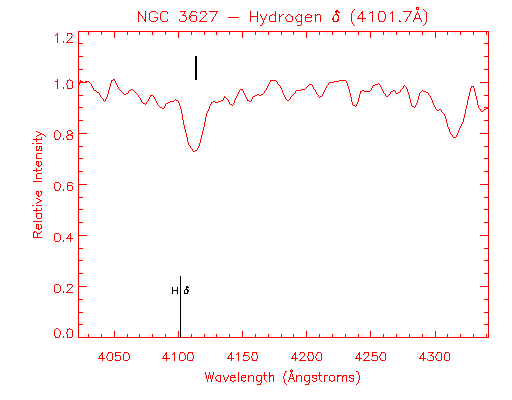 NGC 3627 – Hydrogen δ (4101.7Å)
1.2
1.0
0.8
0.6
0.4
0.2
0.0
Relative Intensity
H δ
4050 4100 4150 4200 4250 4300
Wavelength (Ångstroms)